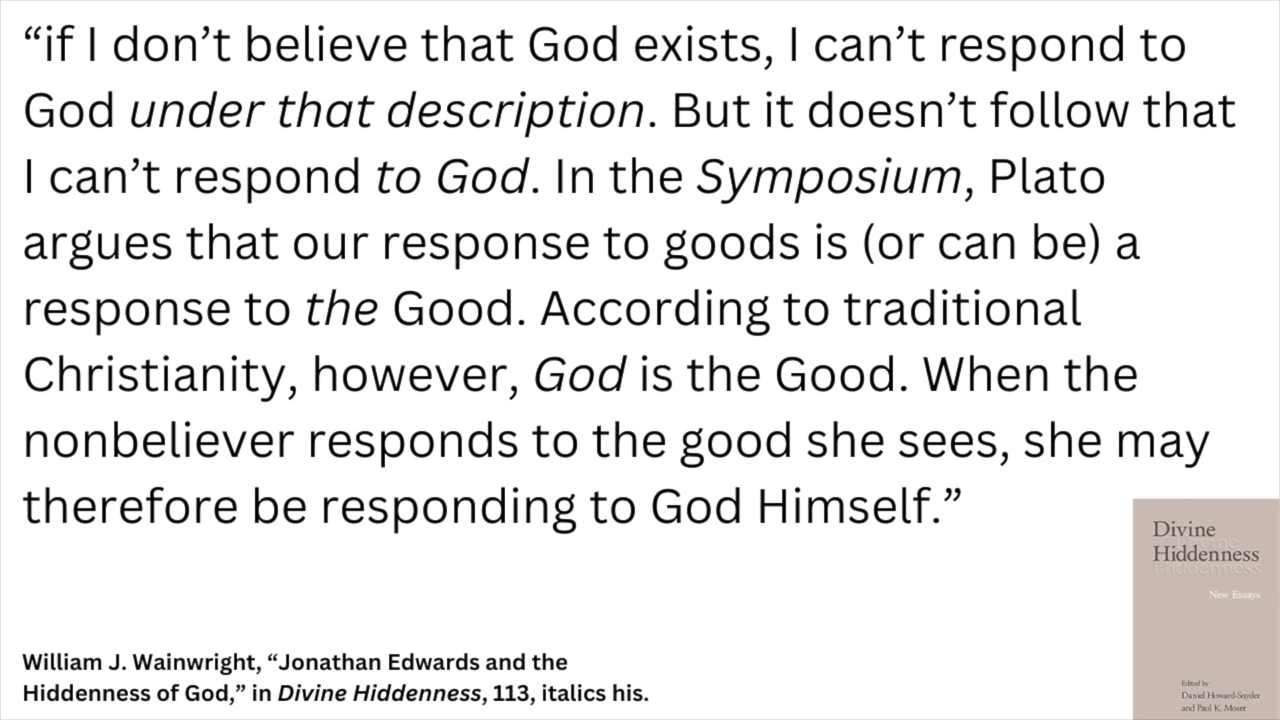 “if I don’t believe that God exists, I can’t respond to
God under that description. But it doesn’t follow that
I can’t respond to God. In the Symposium, Plato
argues that our response to goods is (or can be) a
response to the Good. According to traditional
Christianity, however, God is the Good. When the
nonbeliever responds to the good she sees, she may
therefore be responding to God Himself.”
Divine
Hiddenness
New Essays
Edited by
Daniel Howard-Snyder
and Paul K. Moser
William J. Wainwright, “Jonathan Edwards and the
Hiddenness of God,” in Divine Hiddenness, 113, italics his.